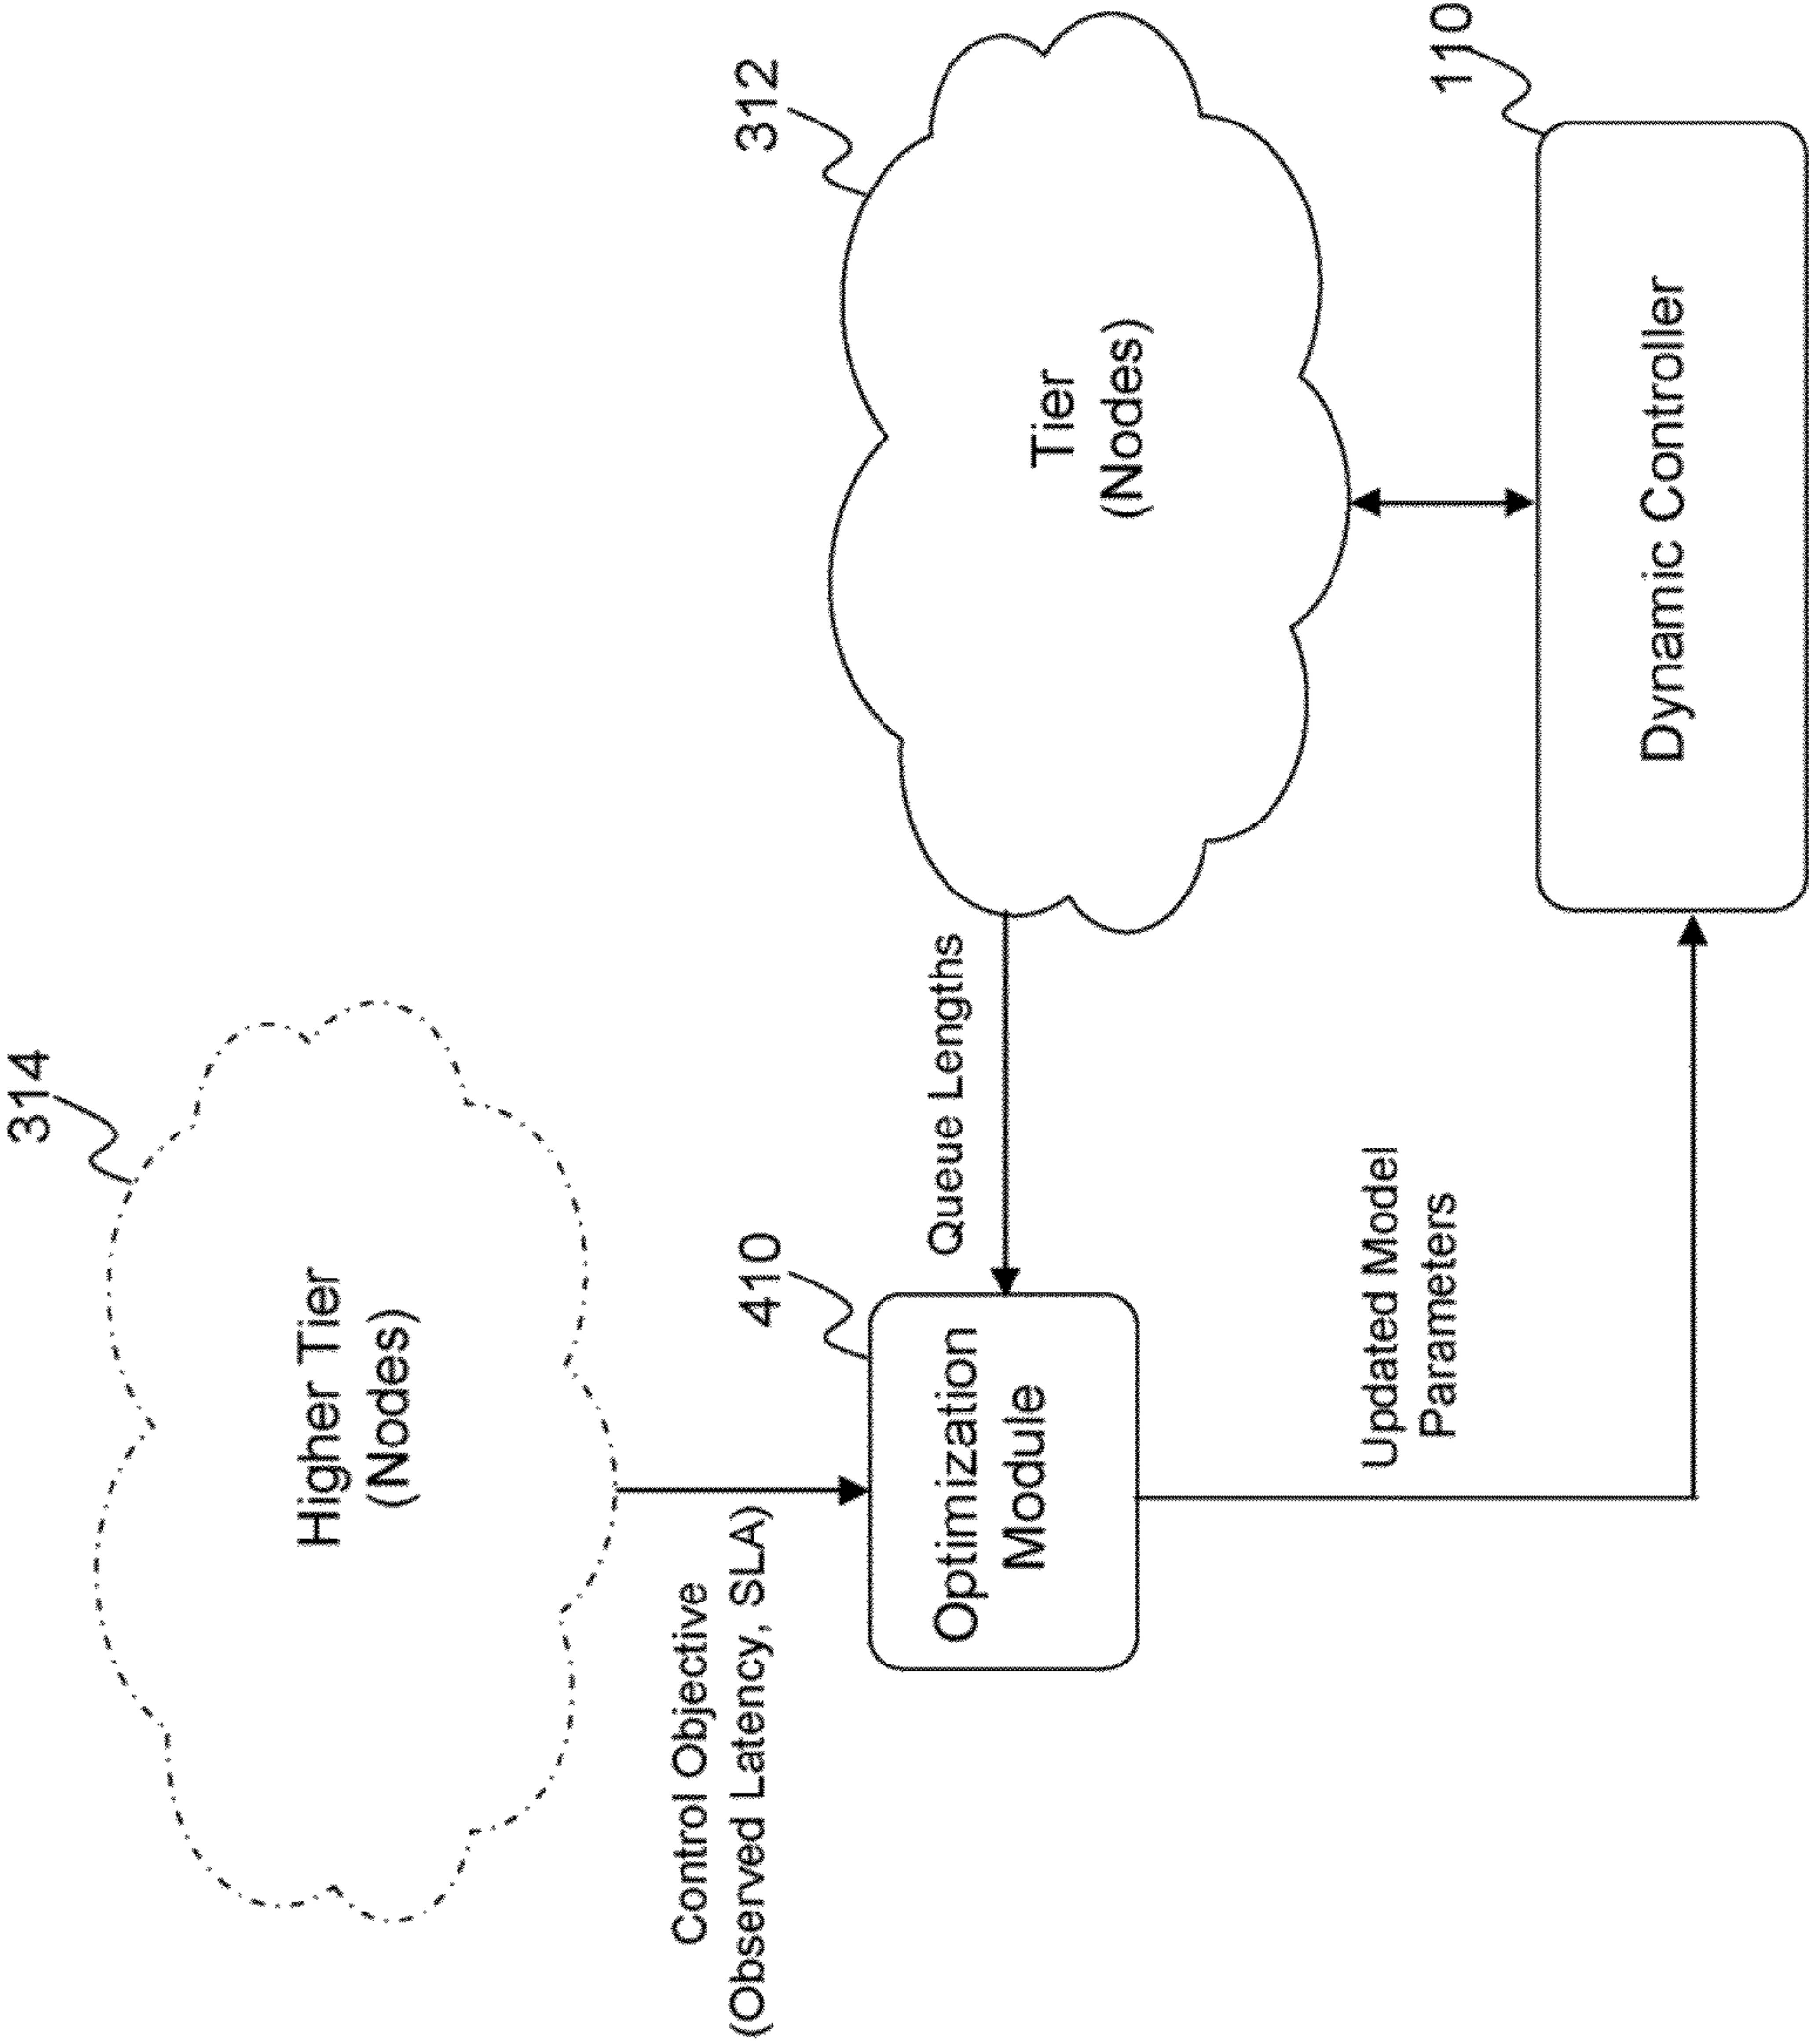 314
Higher Tier
(Nodes)
Control Objective
(Observed Latency, SLA)
410
Optimization
Module
Queue Lengths
312
Tier
(Nodes)
Updated Model
Parameters
110
Dynamic Controller